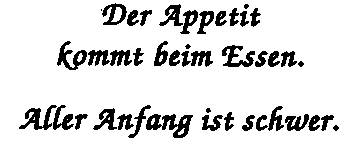 Der Appetit
kommt beim Essen.
Aller Anfang ist schwer.